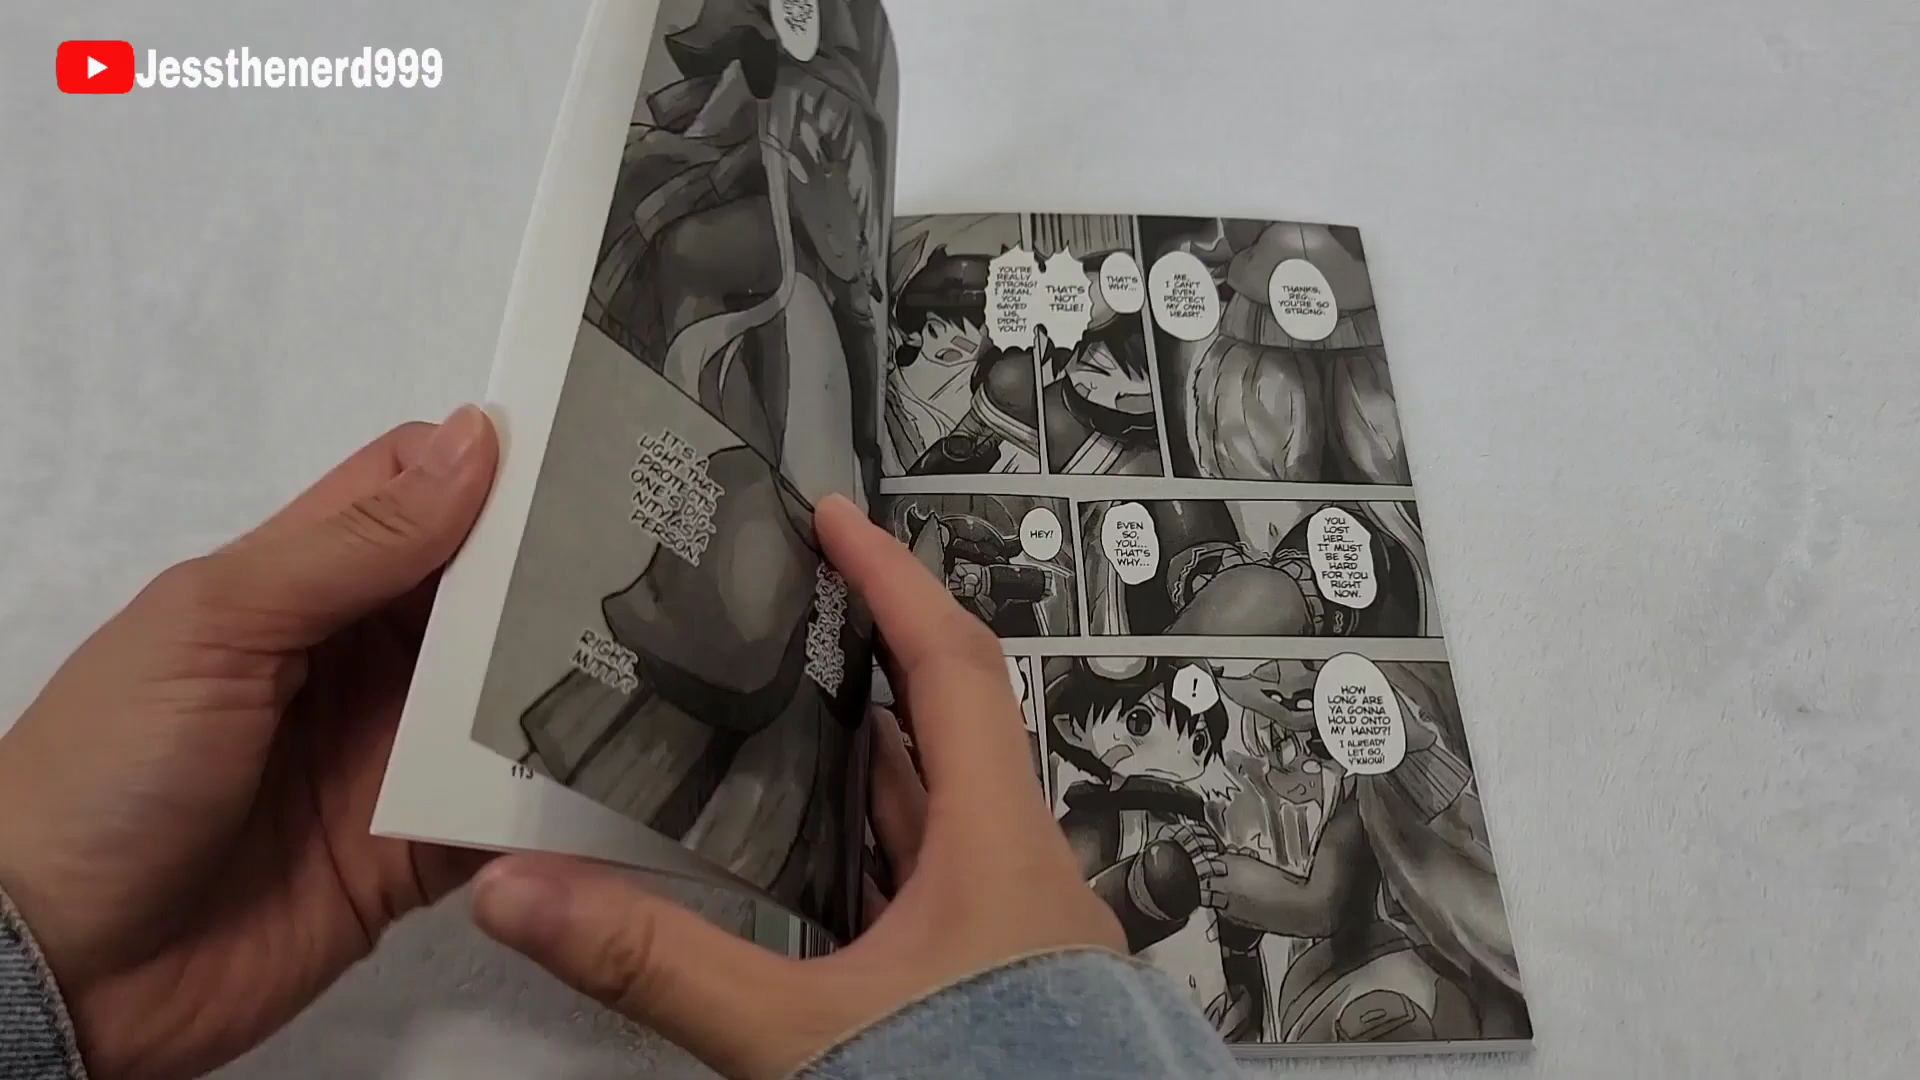 Jessthenerd999
THANKS,
REG...
YOU'RE SO
STRONG.
ME,
I CAN'T
EVEN
PROTECT
MY OWN
HEART.
THAT'S
WHY...
THAT'S
NOT
TRUE!
YOU'RE
REALLY
STRONG!
I MEAN,
YOU
SAVED
US,
DIDN'T
YOU?!
YOU
LOST
HER...
IT MUST
BE SO
HARD
FOR YOU
RIGHT
NOW.
EVEN
SO,
YOU...
THAT'S
WHY...
HEY!
HOW
LONG ARE
YA GONNA
HOLD ONTO
MY HAND?!
I ALREADY
LET GO,
Y'KNOW!
!
IT'S A
LIGHT THAT
PROTECTS
ONE'S DIG-
NITY AS A
PERSON.
RIGHT,
MITTY?
113